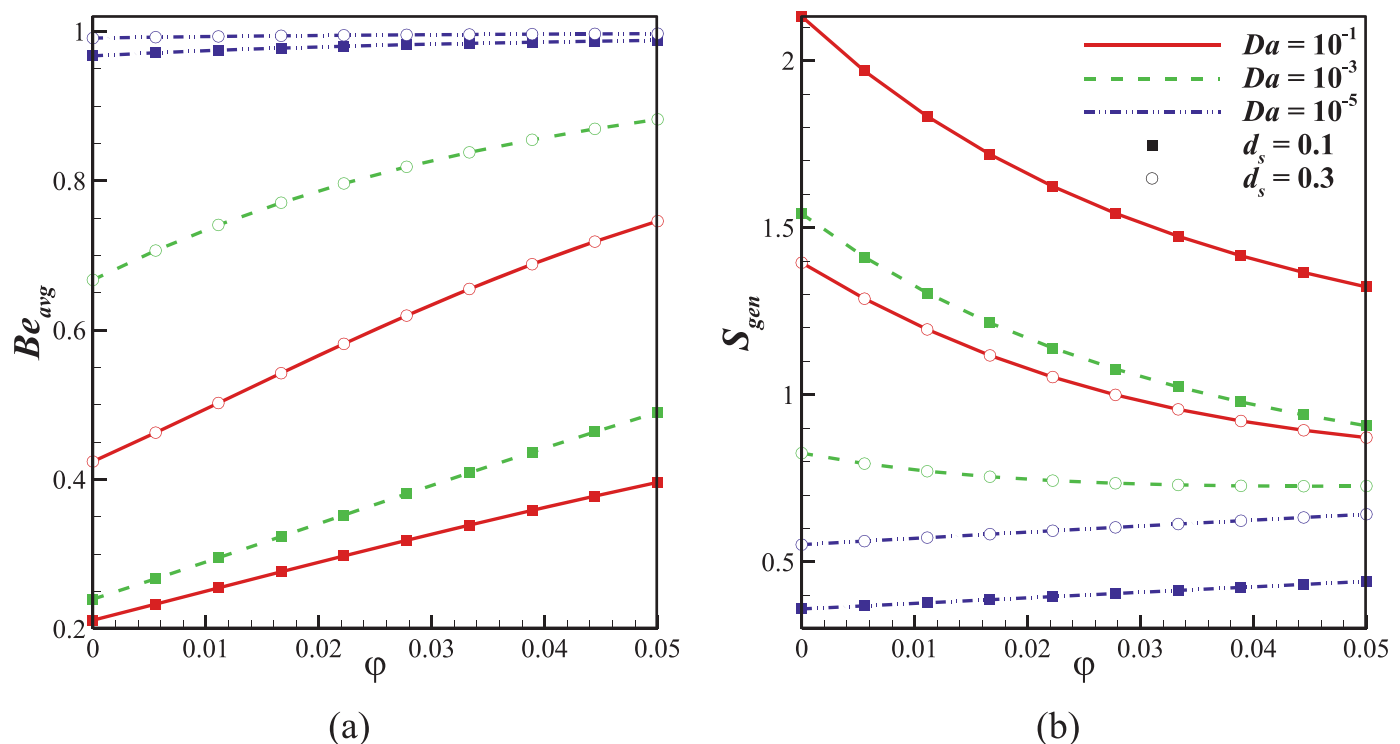 Be_avg
1
0.8
0.6
0.4
0.2
0
0.01
0.02
0.03
0.04
0.05
φ
(a)
S_gen
2
1.5
1
0.5
0
0.01
0.02
0.03
0.04
0.05
φ
(b)
Da = 10^-1
Da = 10^-3
Da = 10^-5
d_s = 0.1
d_s = 0.3